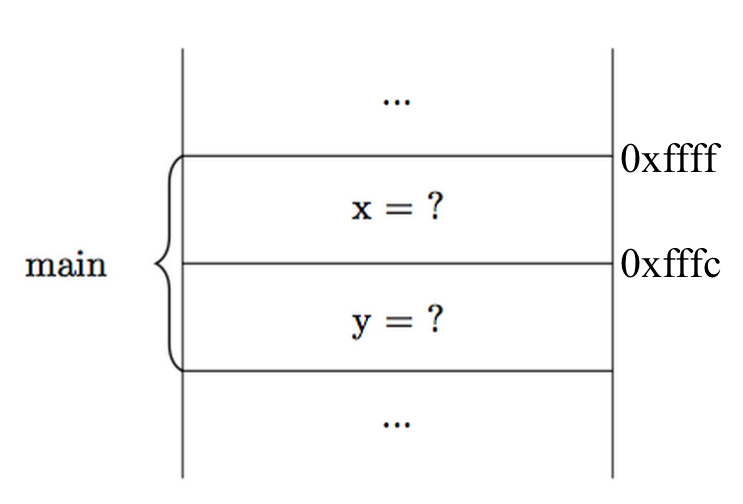 ...
0xffff
x = ?
main
0xfffc
y = ?
...